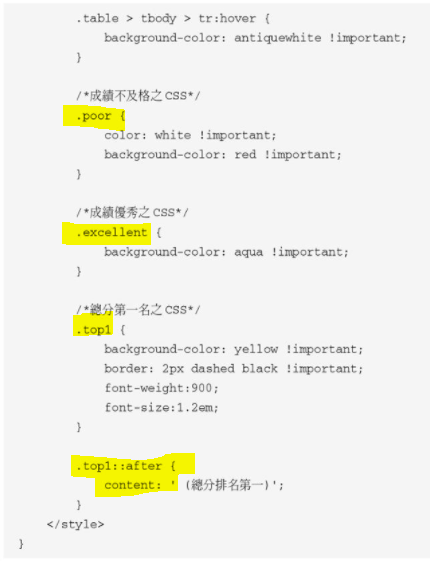 .table > tbody > tr:hover {
background-color: antiquewhite !important;
}
/*成績不及格之CSS*/
.poor {
color: white !important;
background-color: red !important;
}
/*成績優秀之CSS*/
.excellent {
background-color: aqua !important;
}
/*總分第一名之CSS*/
.top1 {
background-color: yellow !important;
border: 2px dashed black !important;
font-weight:900;
font-size:1.2em;
}
.top1::after {
content: ' (總分排名第一)';
}
</style>
}